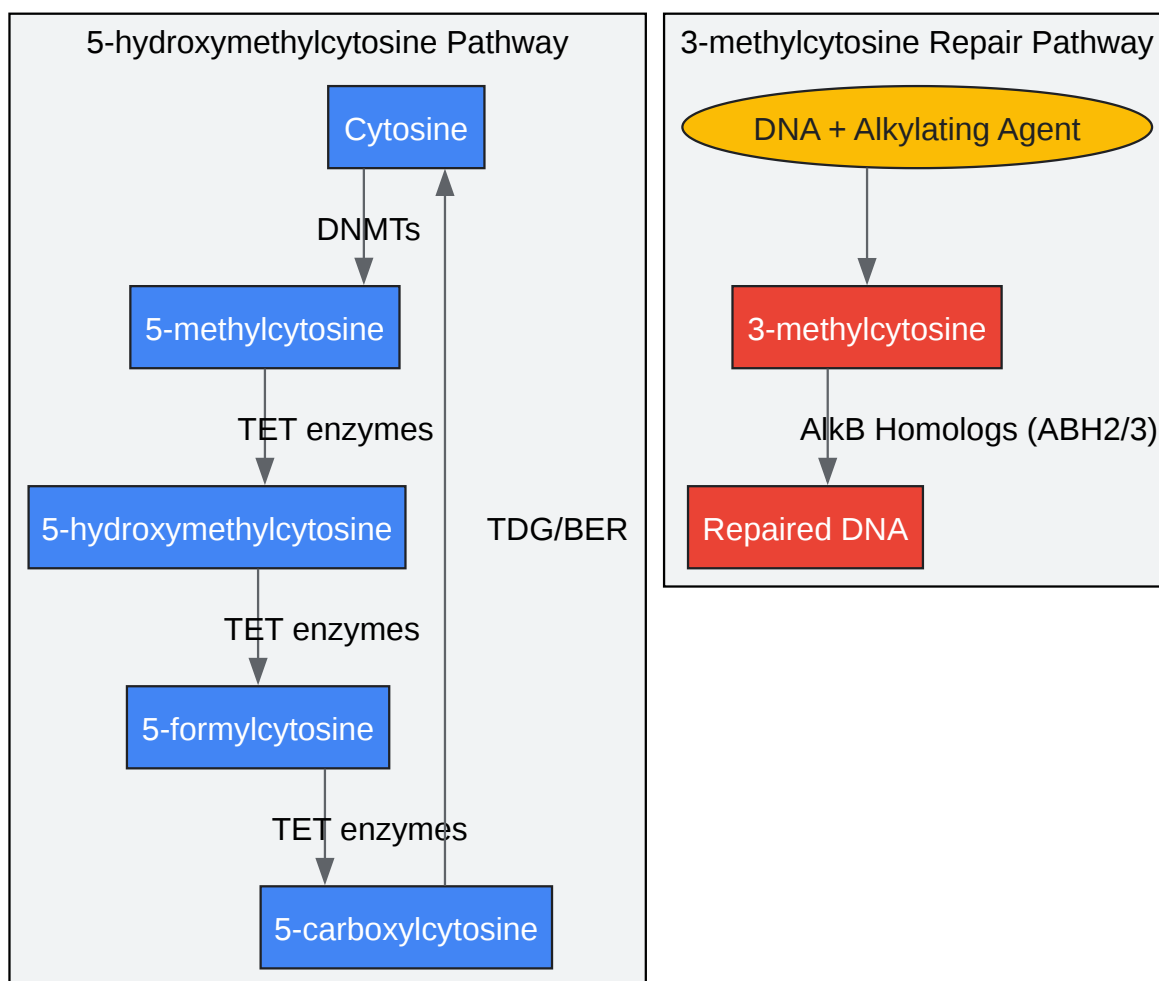 5-hydroxymethylcytosine Pathway
Cytosine
DNMTs
5-methylcytosine
TET enzymes
5-hydroxymethylcytosine
TDG/BER
TET enzymes
5-formylcytosine
TET enzymes
5-carboxylcytosine
3-methylcytosine Repair Pathway
DNA + Alkylating Agent
3-methylcytosine
AlkB Homologs (ABH2/3)
Repaired DNA